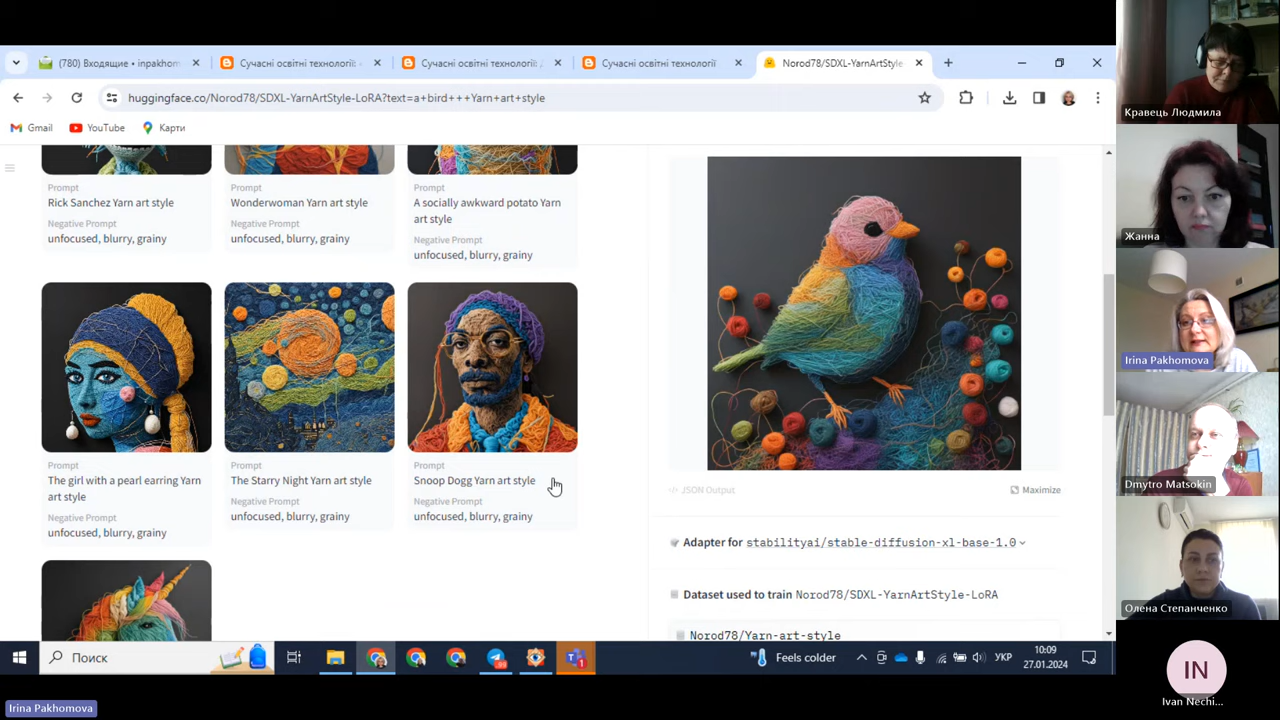 (780) Входящие • inpakhom
Сучасні освітні технології: 
Сучасні освітні технології: 
Сучасні освітні технології
Norod78/SDXL-YarnArtStyle
huggingface.co/Norod78/SDXL-YarnArtStyle-LoRA?text=a+bird+++Yarn+art+style
Gmail
YouTube
Карти
Prompt
Rick Sanchez Yarn art style
Negative Prompt
unfocused, blurry, grainy
Prompt
Wonderwoman Yarn art style
Negative Prompt
unfocused, blurry, grainy
Prompt
A socially awkward potato Yarn
art style
Negative Prompt
unfocused, blurry, grainy
Prompt
The girl with a pearl earring Yarn
art style
Negative Prompt
unfocused, blurry, grainy
Prompt
The Starry Night Yarn art style
Negative Prompt
unfocused, blurry, grainy
Prompt
Snoop Dogg Yarn art style
Negative Prompt
unfocused, blurry, grainy
</> JSON Output
Maximize
Adapter for stabilityai/stable-diffusion-xl-base-1.0
Dataset used to train Norod78/SDXL-YarnArtStyle-LoRA
Norod78/Yarn-art-style
Поиск
Feels colder
УКР
10:09
27.01.2024
Кравець Людмила
Жанна
Irina Pakhomova
Dmytro Matsokin
Олена Степанченко
IN
Ivan Nechi...
Irina Pakhomova